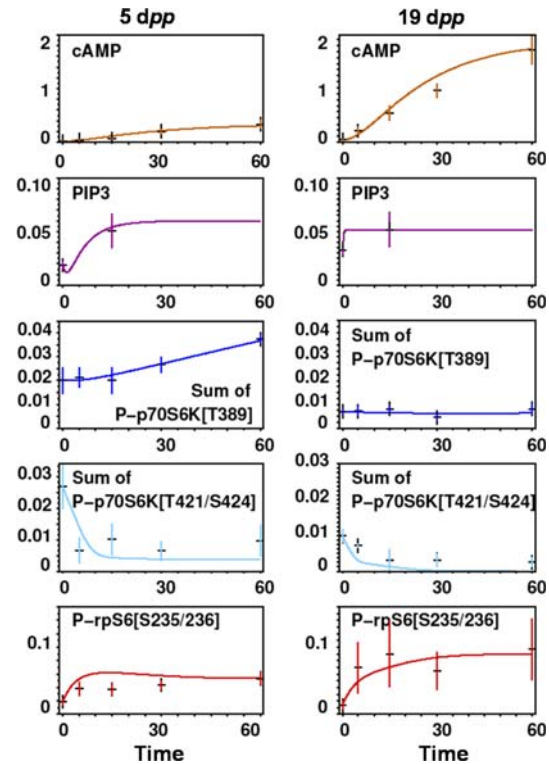 5 dpp 19 dpp
2
cAMP
1
0
0 30 60
2
cAMP
1
0
0 30 60
0.10
PIP3
0.05
0
0 30 60
0.10
PIP3
0.05
0
0 30 60
0.04
0.03
0.02
Sum of
0.01
P-p70S6K[T389]
0
0 30 60
0.04
Sum of
0.03
P-p70S6K[T389]
0.02
0.01
0
0 30 60
0.03
Sum of
0.02
P-p70S6K[T421/S424]
0.01
0
0 30 60
0.03
Sum of
0.02
P-p70S6K[T421/S424]
0.01
0
0 30 60
P-rpS6[S235/236]
0.1
0
0 30 60
Time
P-rpS6[S235/236]
0.1
0
0 30 60
Time